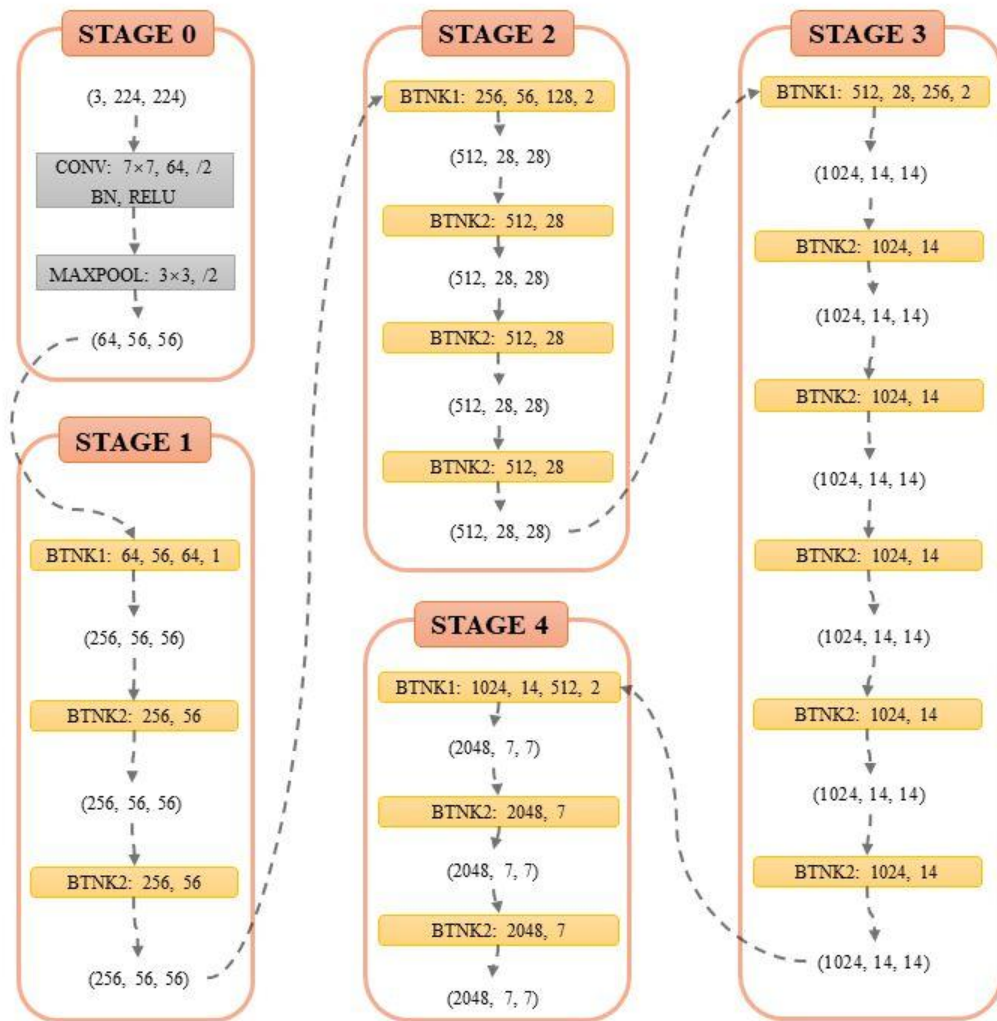 STAGE 0
(3, 224, 224)
CONV: 7×7, 64, /2
BN, RELU
MAXPOOL: 3×3, /2
(64, 56, 56)
STAGE 1
BTNK1: 64, 56, 64, 1
(256, 56, 56)
BTNK2: 256, 56
(256, 56, 56)
BTNK2: 256, 56
(256, 56, 56)
STAGE 2
BTNK1: 256, 56, 128, 2
(512, 28, 28)
BTNK2: 512, 28
(512, 28, 28)
BTNK2: 512, 28
(512, 28, 28)
BTNK2: 512, 28
(512, 28, 28)
STAGE 3
BTNK1: 512, 28, 256, 2
(1024, 14, 14)
BTNK2: 1024, 14
(1024, 14, 14)
BTNK2: 1024, 14
(1024, 14, 14)
BTNK2: 1024, 14
(1024, 14, 14)
BTNK2: 1024, 14
(1024, 14, 14)
BTNK2: 1024, 14
(1024, 14, 14)
STAGE 4
BTNK1: 1024, 14, 512, 2
(2048, 7, 7)
BTNK2: 2048, 7
(2048, 7, 7)
BTNK2: 2048, 7
(2048, 7, 7)